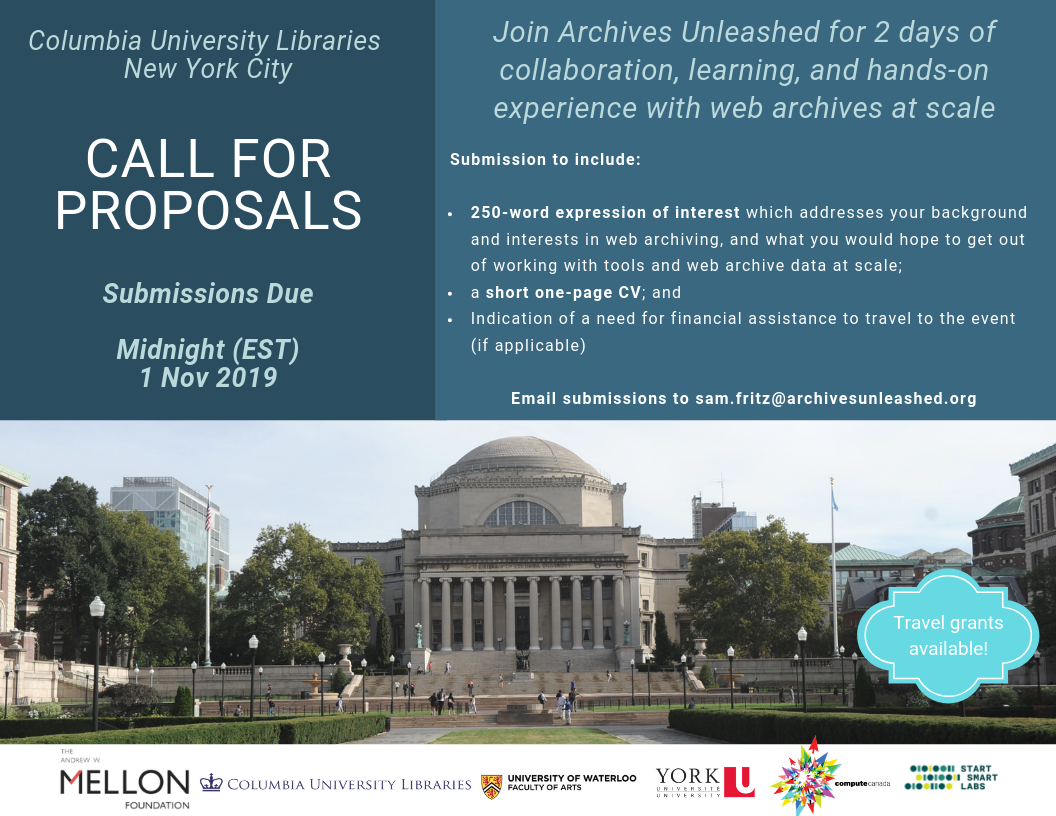 Columbia University Libraries
New York City
CALL FOR
PROPOSALS
Submissions Due
Midnight (EST)
1 Nov 2019
Join Archives Unleashed for 2 days of
collaboration, learning, and hands-on
experience with web archives at scale
Submission to include:
• 250-word expression of interest which addresses your background
and interests in web archiving, and what you would hope to get out
of working with tools and web archive data at scale;
• a short one-page CV; and
• Indication of a need for financial assistance to travel to the event
(if applicable)
Email submissions to sam.fritz@archivesunleashed.org
Travel grants
available!
THE
ANDREW W
MELLON
FOUNDATION
COLUMBIA UNIVERSITY LIBRARIES
UNIVERSITY OF WATERLOO
FACULTY OF ARTS
YORK U
UNIVERSITÉ
UNIVERSITY
computecanada
START
SMART
LABS